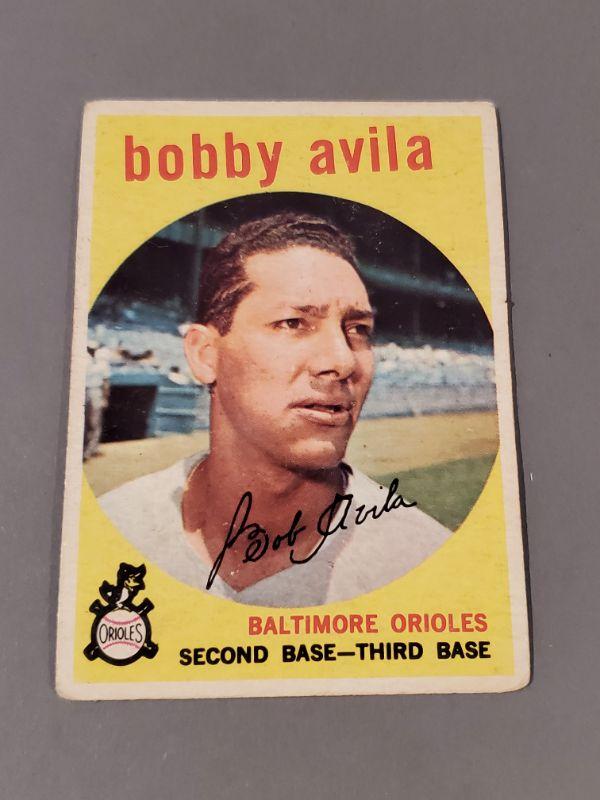 bobby avila
Bob Avila
BALTIMORE ORIOLES
ORIOLES
SECOND BASE—THIRD BASE